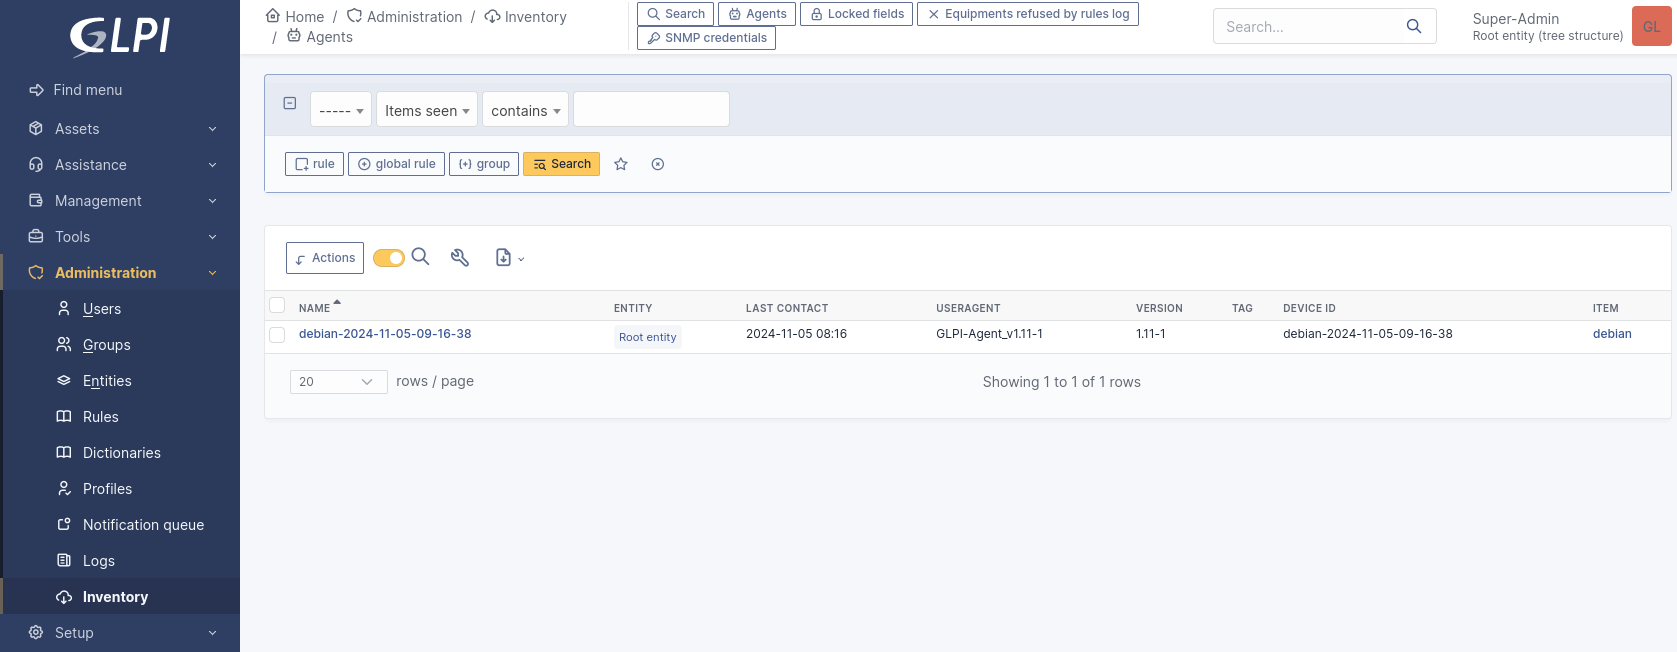 GLPI
Find menu
Assets
Assistance
Management
Tools
Administration
Users
Groups
Entities
Rules
Dictionaries
Profiles
Notification queue
Logs
Inventory
Setup
Home / Administration / Inventory
/ Agents
Search Agents Locked fields Equipments refused by rules log
SNMP credentials
Search...
Super-Admin
Root entity (tree structure)
GL
----- Items seen contains
rule global rule (+) group Search
Actions
NAME ENTITY LAST CONTACT USERAGENT VERSION TAG DEVICE ID ITEM
debian-2024-11-05-09-16-38 Root entity 2024-11-05 08:16 GLPI-Agent_v1.11-1 1.11-1 debian-2024-11-05-09-16-38 debian
20 rows / page Showing 1 to 1 of 1 rows